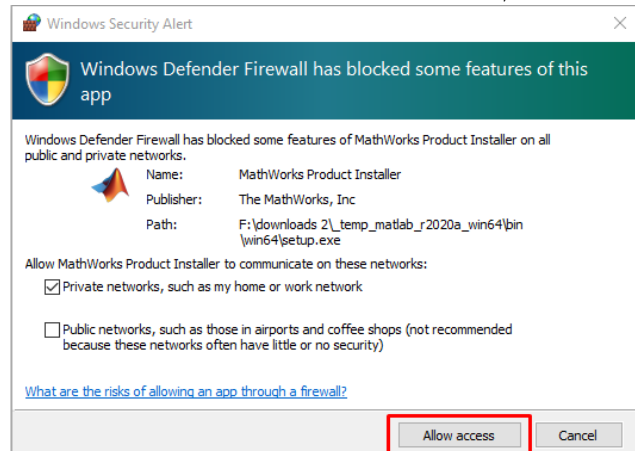 Windows Security Alert
Windows Defender Firewall has blocked some features of this
app
Windows Defender Firewall has blocked some features of MathWorks Product Installer on all
public and private networks.
Name: MathWorks Product Installer
Publisher: The MathWorks, Inc
Path: F:\downloads 2\_temp_matlab_r2020a_win64\bin
\win64\setup.exe
Allow MathWorks Product Installer to communicate on these networks:
Private networks, such as my home or work network
Public networks, such as those in airports and coffee shops (not recommended
because these networks often have little or no security)
What are the risks of allowing an app through a firewall?
Allow access Cancel